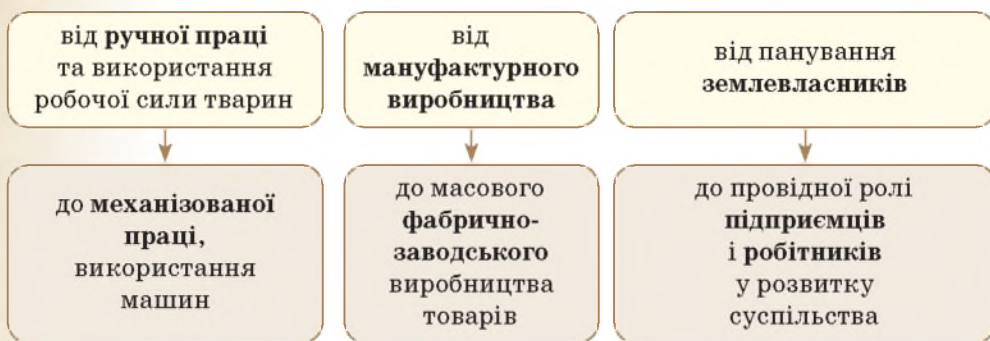 від ручної праці
та використання
робочої сили тварин
до механізованої
праці,
використання
машин
від
мануфактурного
виробництва
до масового
фабрично-
заводського
виробництва
товарів
від панування
землевласників
до провідної ролі
підприємців
і робітників
у розвитку
суспільства